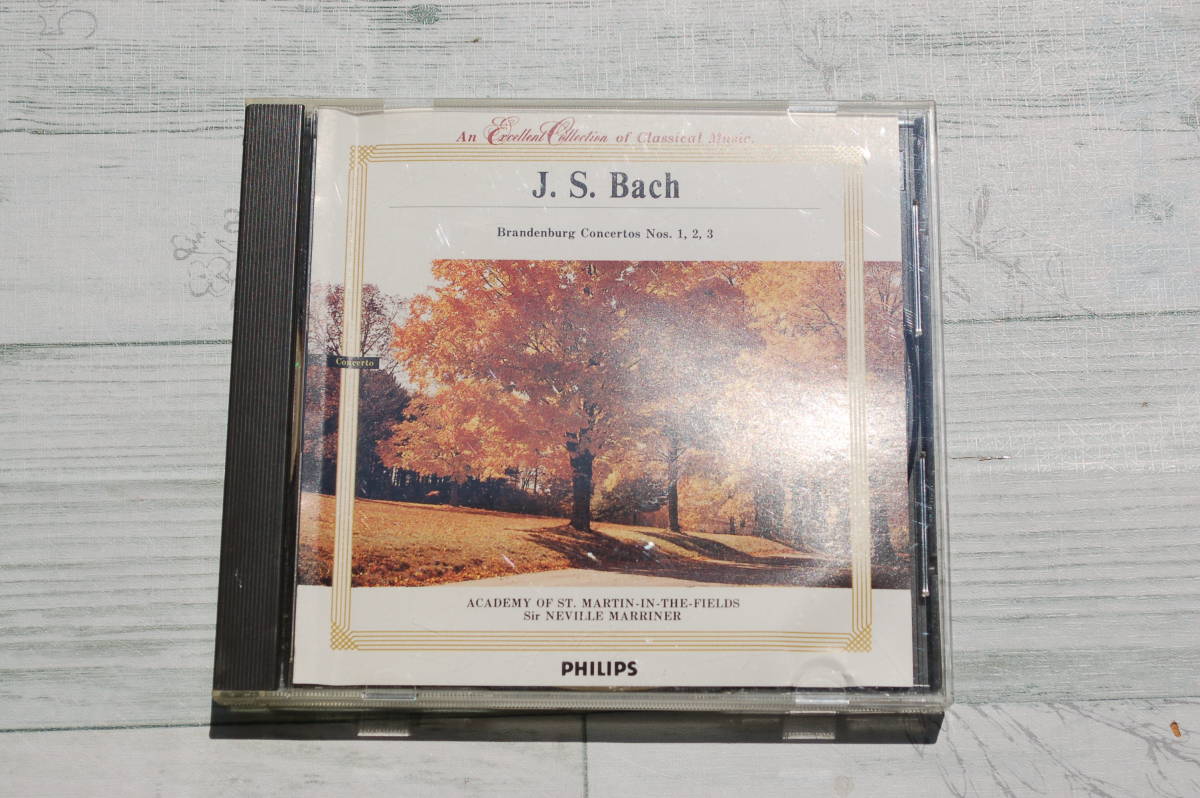 An Excellent Collection of Classical Music.
J. S. Bach
Brandenburg Concertos Nos. 1, 2, 3
Concerto
ACADEMY OF ST. MARTIN-IN-THE-FIELDS
Sir NEVILLE MARRINER
PHILIPS